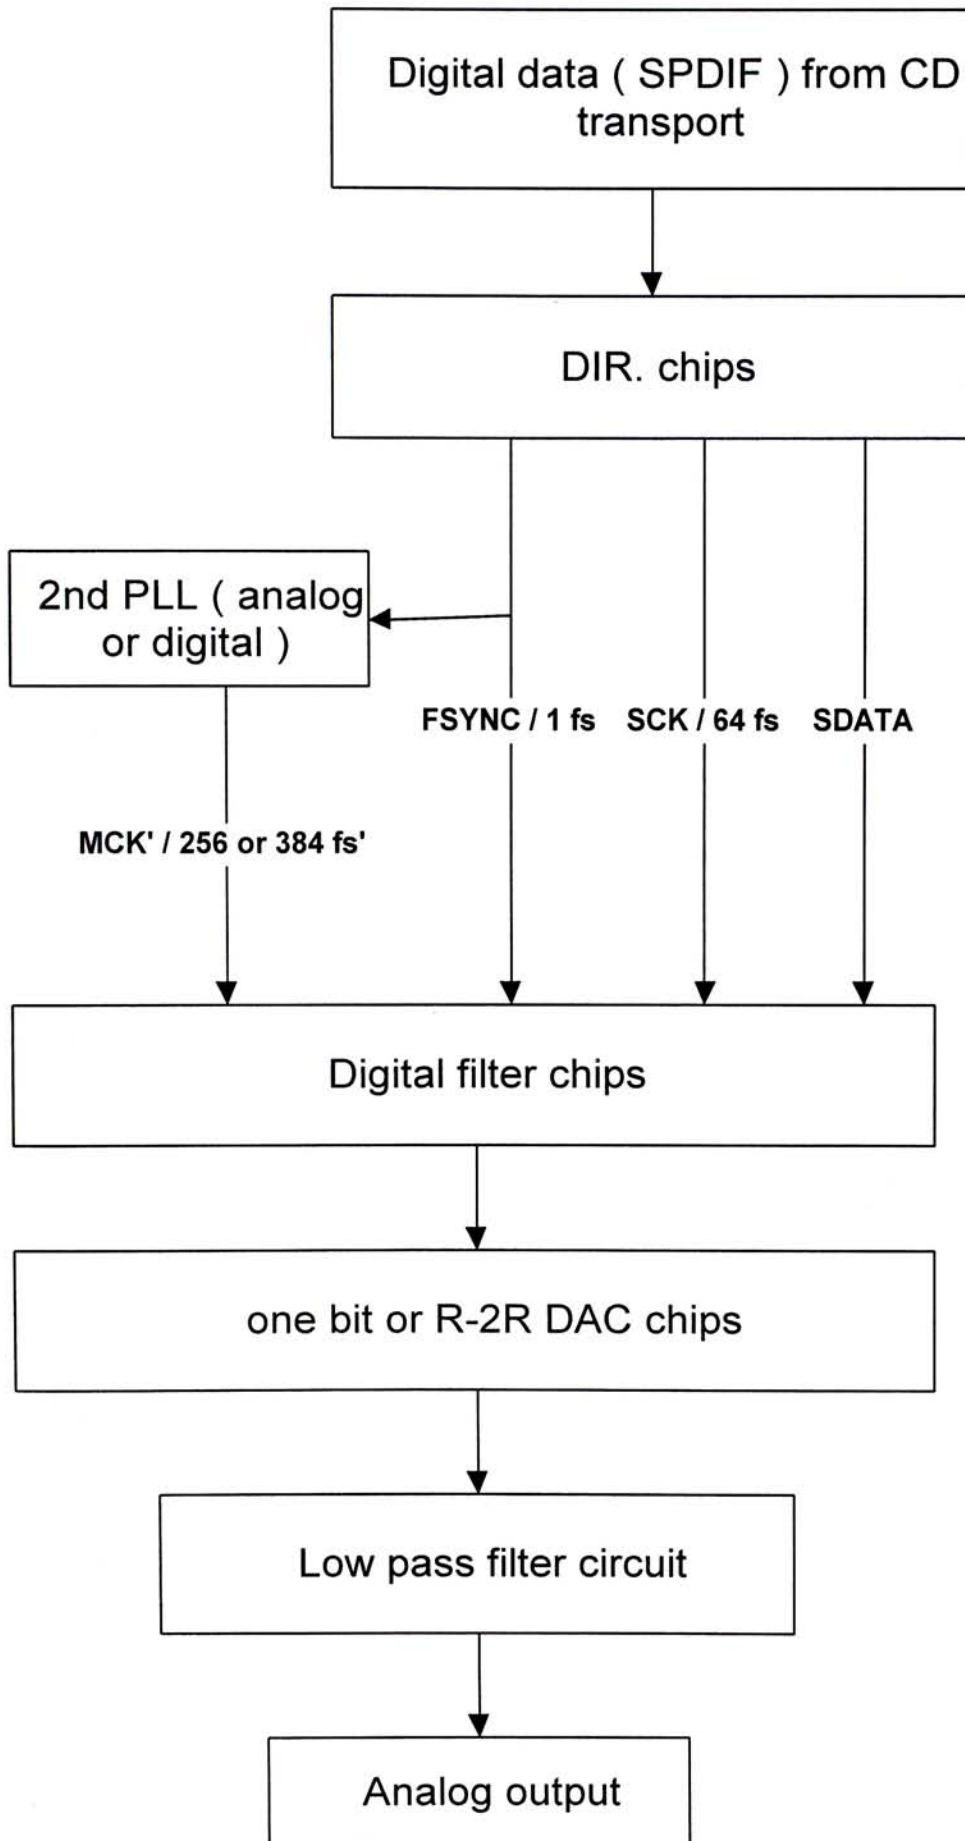 Digital data ( SPDIF ) from CD
transport
DIR. chips
2nd PLL ( analog
or digital )
FSYNC / 1 fs
SCK / 64 fs
SDATA
MCK' / 256 or 384 fs'
Digital filter chips
one bit or R-2R DAC chips
Low pass filter circuit
Analog output